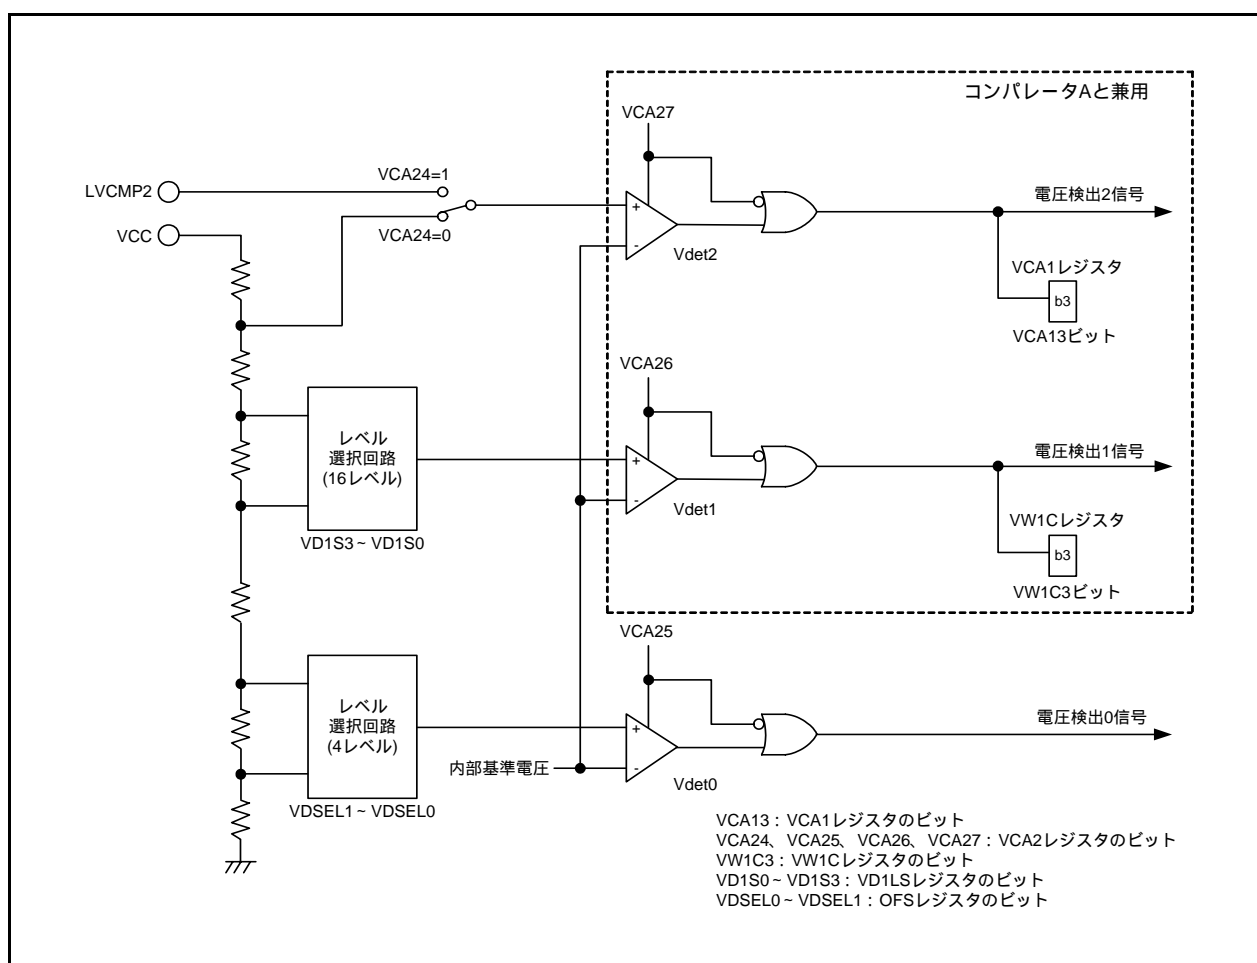 コンパレータAと兼用
VCA27
VCA24=1
LVCMP2
VCA24=0
VCC
+
-
Vdet2
電圧検出2信号
VCA1レジスタ
b3
VCA13ビット
VCA26
レベル
選択回路
(16レベル)
VD1S3~VD1S0
+
-
Vdet1
電圧検出1信号
VW1Cレジスタ
b3
VW1C3ビット
VCA25
レベル
選択回路
(4レベル)
VDSEL1~VDSEL0
内部基準電圧
+
-
Vdet0
電圧検出0信号
VCA13:VCA1レジスタのビット
VCA24、VCA25、VCA26、VCA27:VCA2レジスタのビット
VW1C3:VW1Cレジスタのビット
VD1S0~VD1S3:VD1LSレジスタのビット
VDSEL0~VDSEL1:OFSレジスタのビット